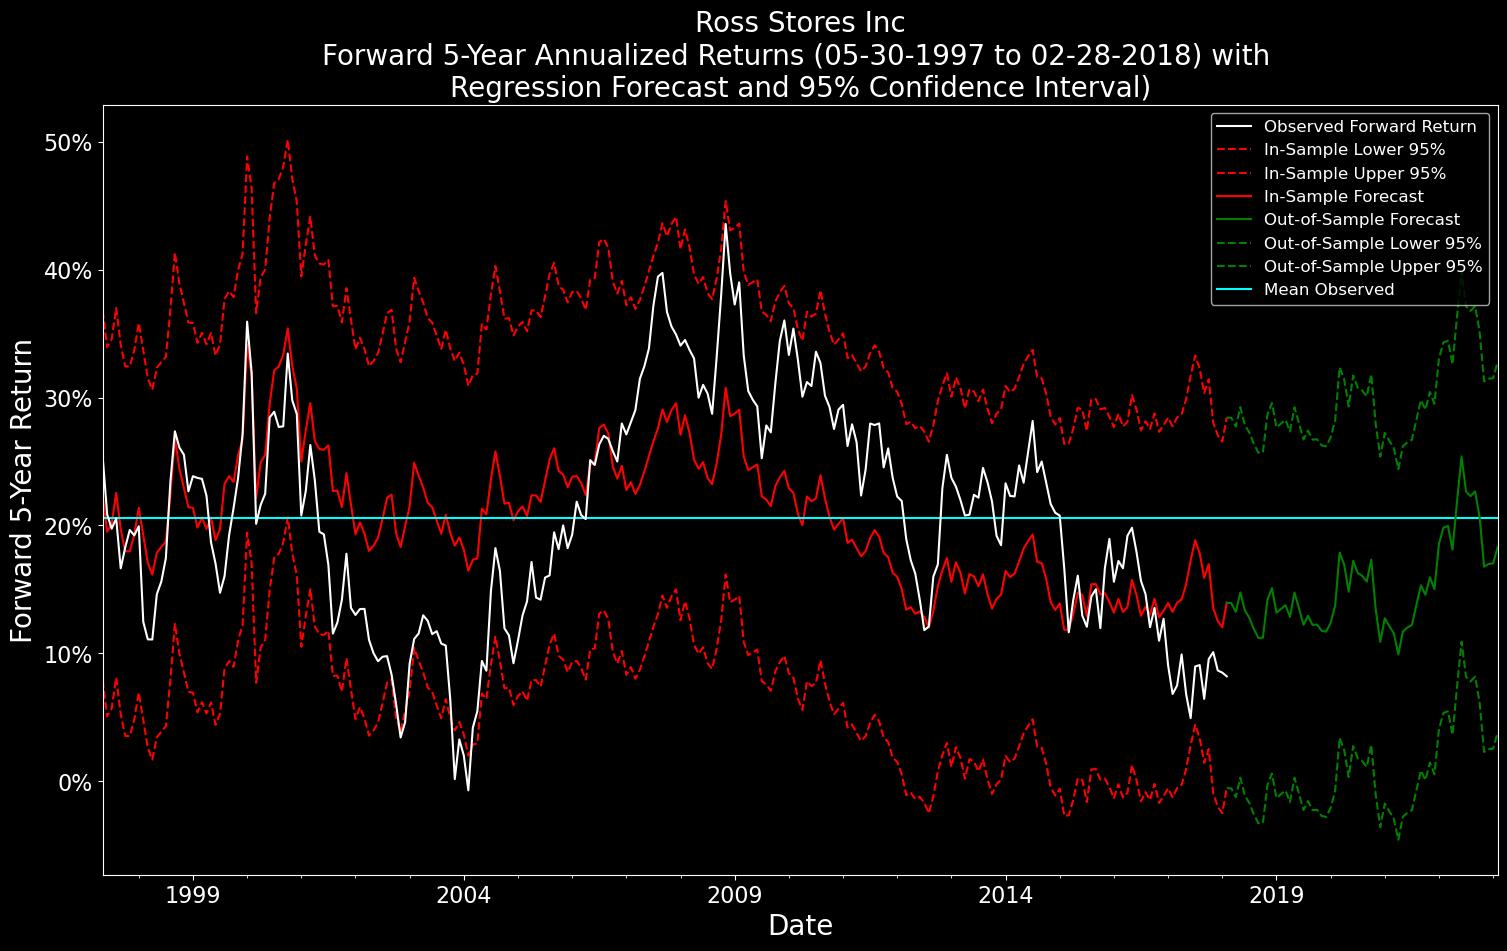 Ross Stores Inc
Forward 5-Year Annualized Returns (05-30-1997 to 02-28-2018) with
Regression Forecast and 95% Confidence Interval)
Forward 5-Year Return
50%
40%
30%
20%
10%
0%
Observed Forward Return
In-Sample Lower 95%
In-Sample Upper 95%
In-Sample Forecast
Out-of-Sample Forecast
Out-of-Sample Lower 95%
Out-of-Sample Upper 95%
Mean Observed
1999
2004
2009
2014
2019
Date